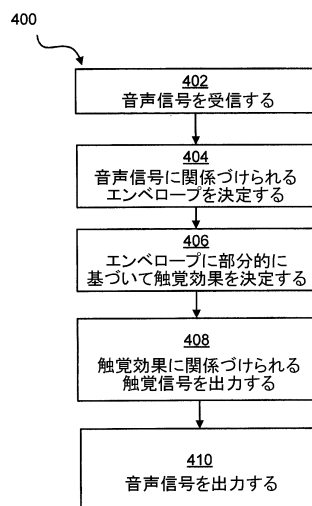 400
402
音声信号を受信する
404
音声信号に関係づけられる
エンベロープを決定する
406
エンベロープに部分的に
基づいて触覚効果を決定する
408
触覚効果に関係づけられる
触覚信号を出力する
410
音声信号を出力する